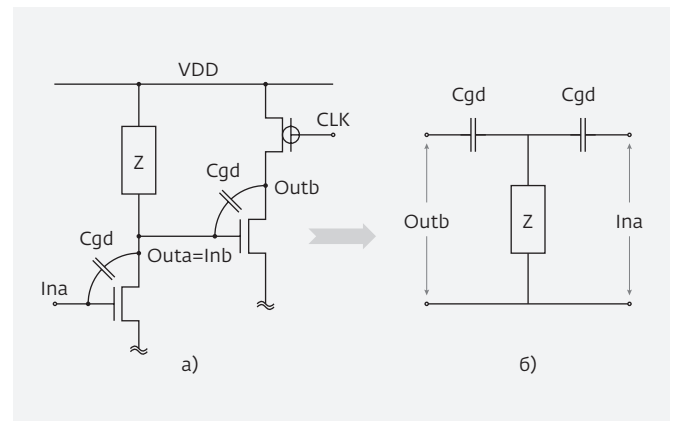 VDD
CLK
Z
Cgd
Outb
Cgd
Outa=Inb
Ina
а)
Cgd
Cgd
Outb
Z
Ina
б)